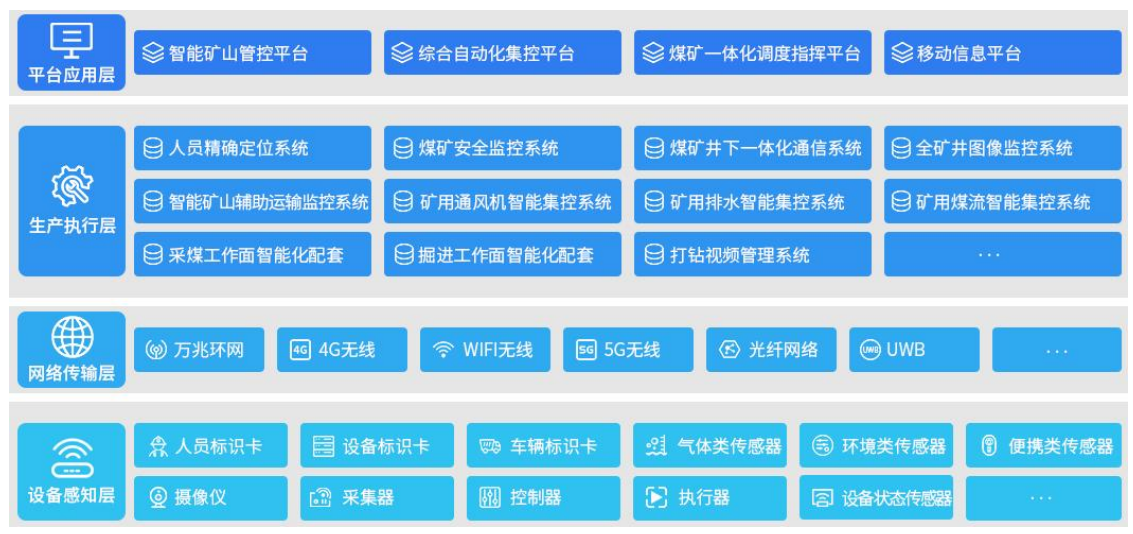 平台应用层
智能矿山管控平台
综合自动化集控平台
煤矿一体化调度指挥平台
移动信息平台
生产执行层
人员精确定位系统
煤矿安全监控系统
煤矿井下一体化通信系统
全矿井图像监控系统
智能矿山辅助运输监控系统
矿用通风机智能集控系统
矿用排水智能集控系统
矿用煤流智能集控系统
采煤工作面智能化配套
掘进工作面智能化配套
打钻视频管理系统
···
网络传输层
万兆环网
4G 4G无线
WIFI无线
5G 5G无线
光纤网络
UWB UWB
···
设备感知层
人员标识卡
设备标识卡
车辆标识卡
气体类传感器
环境类传感器
便携类传感器
摄像仪
采集器
控制器
执行器
设备状态传感器
···